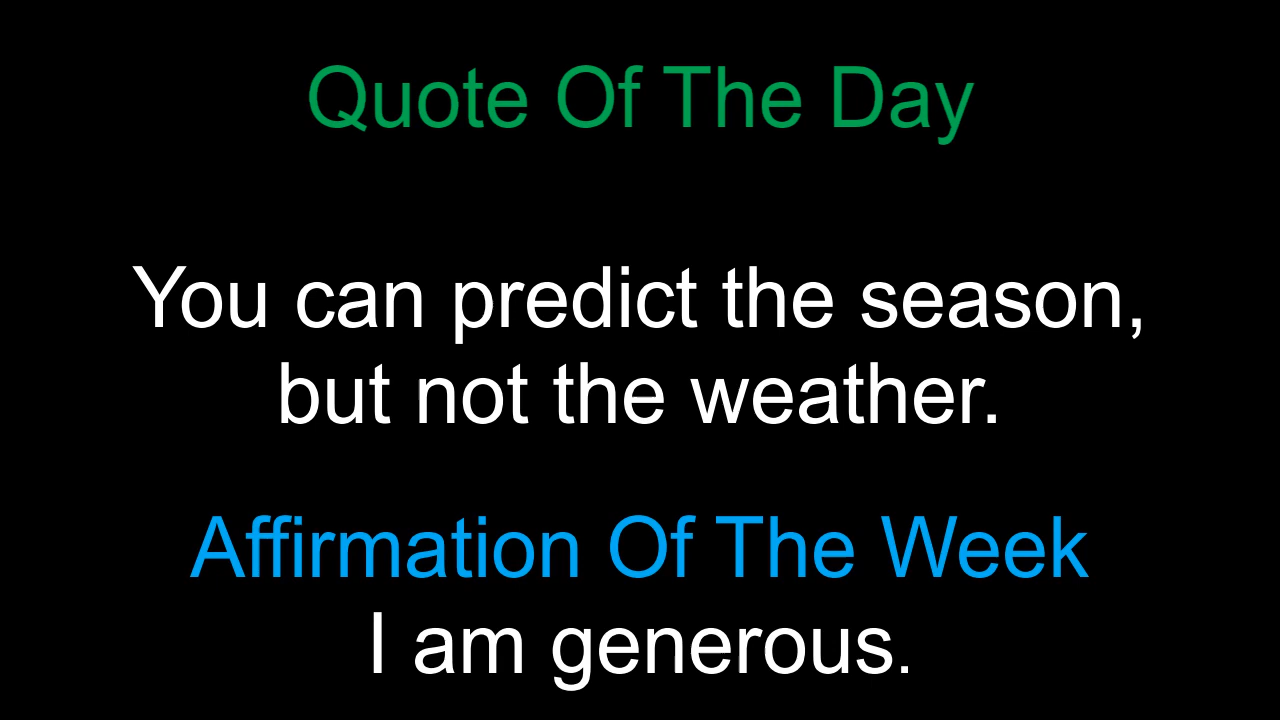 Quote Of The Day
You can predict the season,
but not the weather.
Affirmation Of The Week
I am generous.